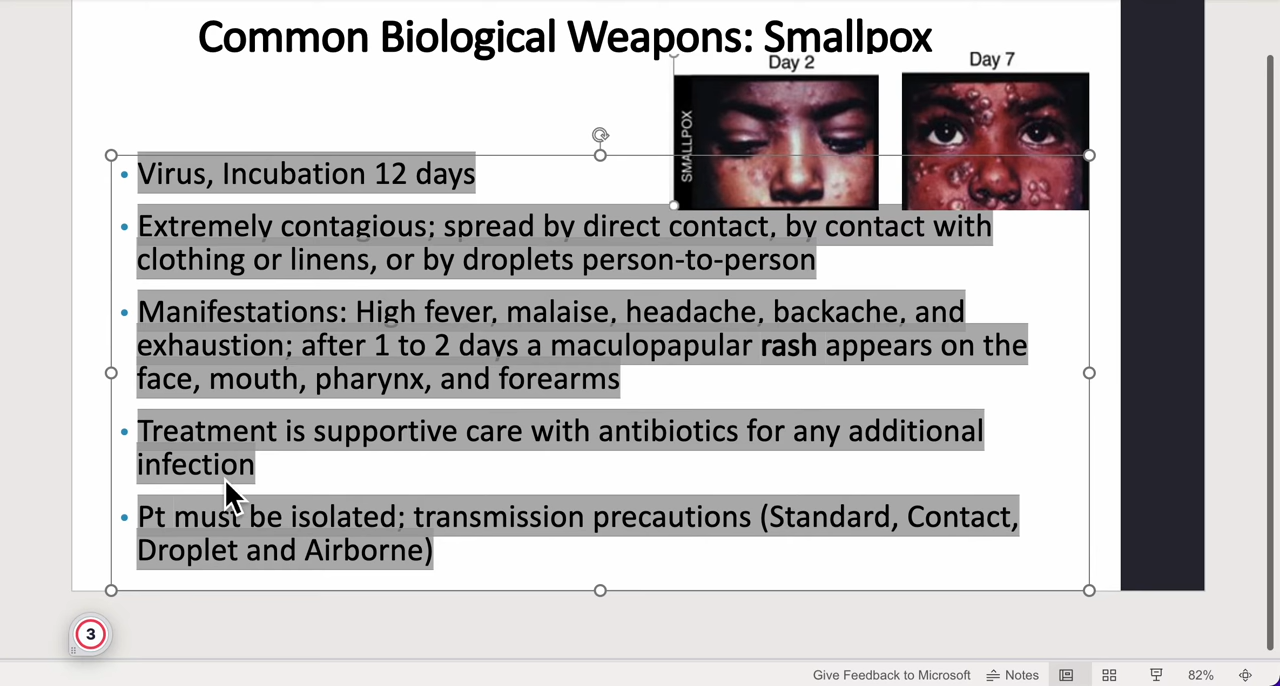 Common Biological Weapons: Smallpox
Day 2
Day 7
SMALLPOX
• Virus, Incubation 12 days
• Extremely contagious; spread by direct contact, by contact with
clothing or linens, or by droplets person-to-person
• Manifestations: High fever, malaise, headache, backache, and
exhaustion; after 1 to 2 days a maculopapular rash appears on the
face, mouth, pharynx, and forearms
• Treatment is supportive care with antibiotics for any additional
infection
• Pt must be isolated; transmission precautions (Standard, Contact,
Droplet and Airborne)
3
Give Feedback to Microsoft
Notes
82%